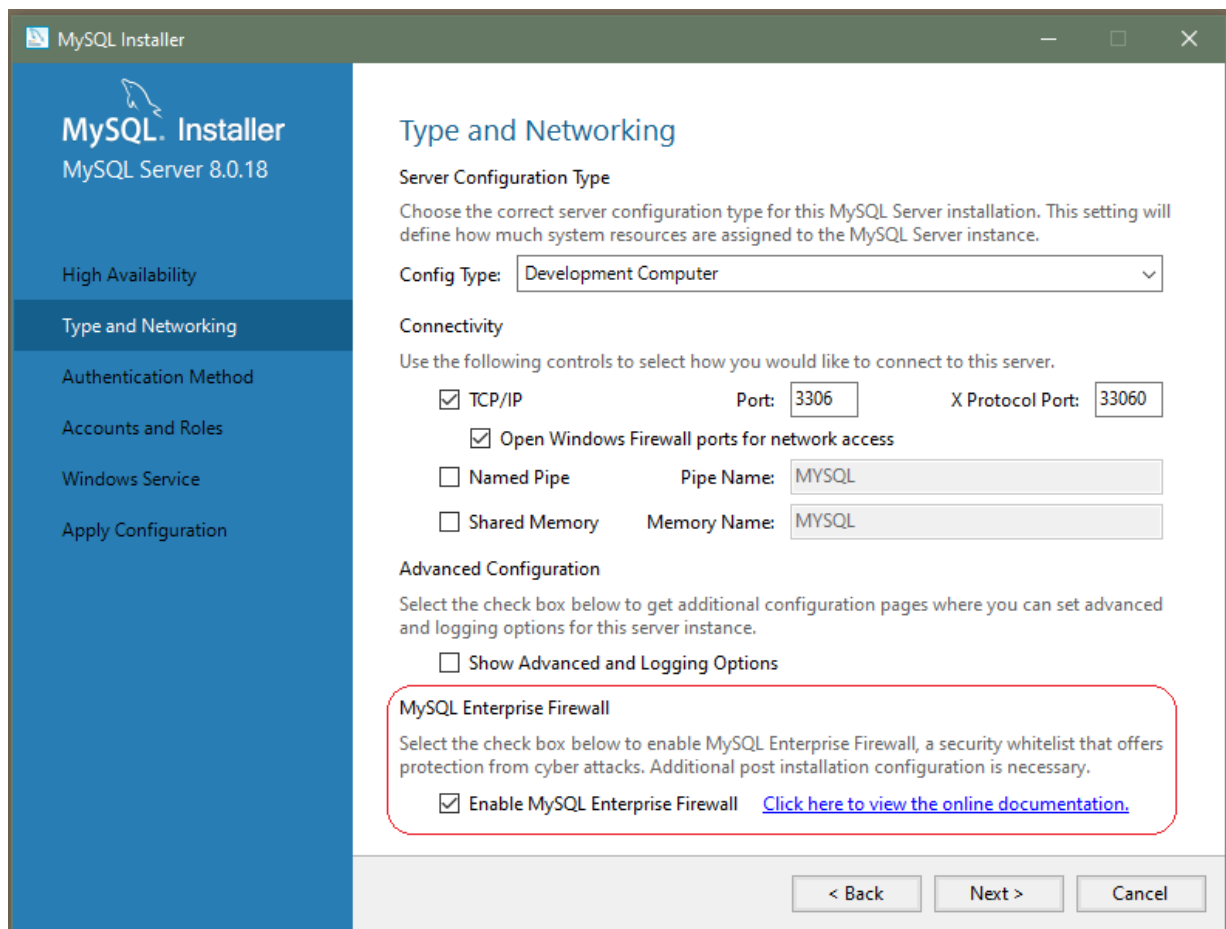 MySQL Installer
MySQL. Installer
MySQL Server 8.0.18
High Availability
Type and Networking
Authentication Method
Accounts and Roles
Windows Service
Apply Configuration
Type and Networking
Server Configuration Type
Choose the correct server configuration type for this MySQL Server installation. This setting will
define how much system resources are assigned to the MySQL Server instance.
Config Type: Development Computer
Connectivity
Use the following controls to select how you would like to connect to this server.
TCP/IP Port: 3306 X Protocol Port: 33060
Open Windows Firewall ports for network access
Named Pipe Pipe Name: MYSQL
Shared Memory Memory Name: MYSQL
Advanced Configuration
Select the check box below to get additional configuration pages where you can set advanced
and logging options for this server instance.
Show Advanced and Logging Options
MySQL Enterprise Firewall
Select the check box below to enable MySQL Enterprise Firewall, a security whitelist that offers
protection from cyber attacks. Additional post installation configuration is necessary.
Enable MySQL Enterprise Firewall Click here to view the online documentation.
< Back Next > Cancel